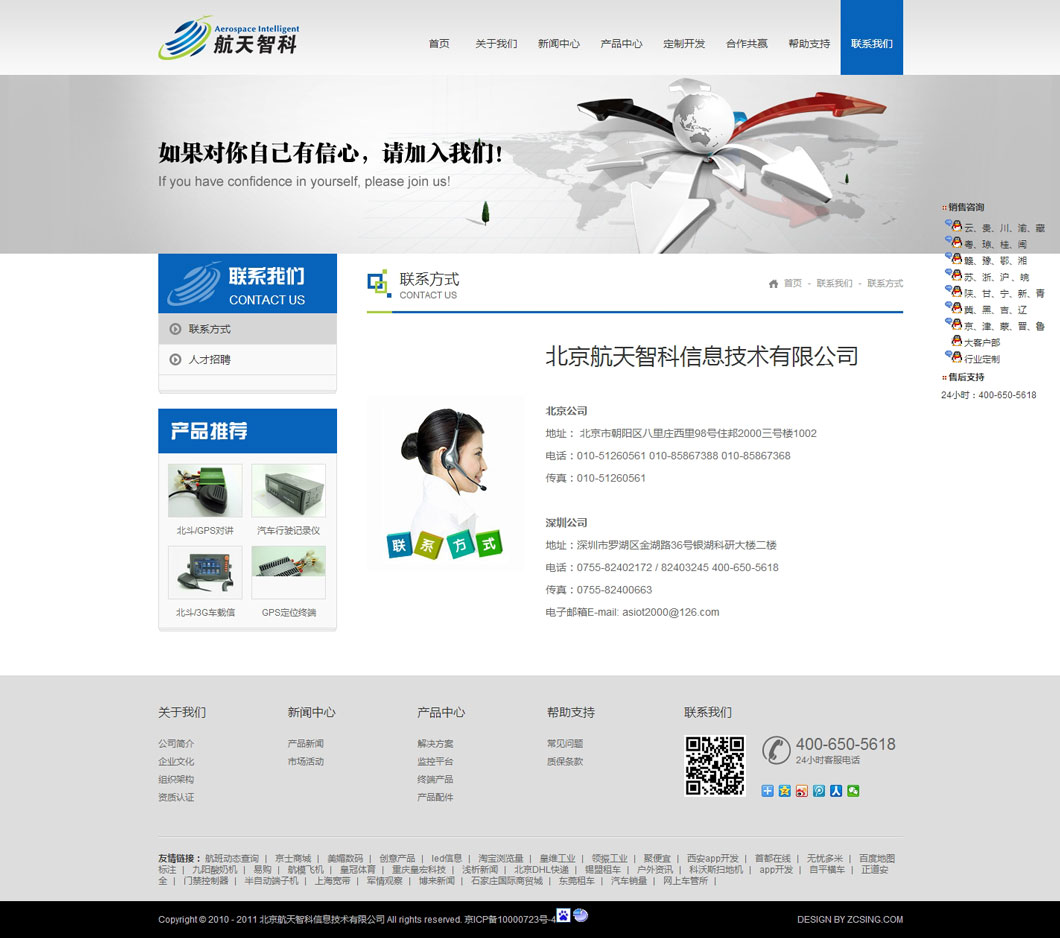 Aerospace Intelligent
航天智科
首页 关于我们 新闻中心 产品中心 定制开发 合作共赢 帮助支持 联系我们
如果对你自己有信心，请加入我们!
If you have confidence in yourself, please join us!
销售咨询
云、贵、川、渝、藏
粤、琼、桂、闽
赣、豫、鄂、湘
苏、浙、沪、皖
陕、甘、宁、新、青
冀、黑、吉、辽
京、津、蒙、晋、鲁
大客户部
行业定制
售后支持
24小时：400-650-5618
联系我们
CONTACT US
联系方式
人才招聘
产品推荐
北斗/GPS对讲 汽车行驶记录仪
北斗/3G车载信 GPS定位终端
联系方式
CONTACT US
首页 - 联系我们 - 联系方式
联系方式
北京航天智科信息技术有限公司
北京公司
地址： 北京市朝阳区八里庄西里98号住邦2000三号楼1002
电话：010-51260561 010-85867388 010-85867368
传真：010-51260561
深圳公司
地址：深圳市罗湖区金湖路36号银湖科研大楼二楼
电话：0755-82402172 / 82403245 400-650-5618
传真：0755-82400663
电子邮箱E-mail: asiot2000@126.com
关于我们 新闻中心 产品中心 帮助支持 联系我们
公司简介 产品新闻 解决方案 常见问题
企业文化 市场活动 监控平台 质保条款
组织架构 终端产品
资质认证 产品配件
400-650-5618
24小时客服电话
友情链接： 航班动态查询 | 京士商城 | 美媚数码 | 创意产品 | led信息 | 淘宝浏览量 | 皇维工业 | 领振工业 | 聚便宜 | 西安app开发 | 首都在线 | 无忧多米 | 百度地图
标注 | 九阳酸奶机 | 易购 | 航模飞机 | 皇冠体育 | 重庆皇宏科技 | 浅析新闻 | 北京DHL快递 | 锡盟租车 | 户外资讯 | 科沃斯扫地机 | app开发 | 自平横车 | 正道安
全 | 门禁控制器 | 半自动端子机 | 上海宽带 | 军情观察 | 博来新闻 | 石家庄国际商贸城 | 东莞租车 | 汽车销量 | 网上车管所 |
Copyright © 2010 - 2011 北京航天智科信息技术有限公司 All rights reserved. 京ICP备10000723号-4
DESIGN BY ZCSING.COM